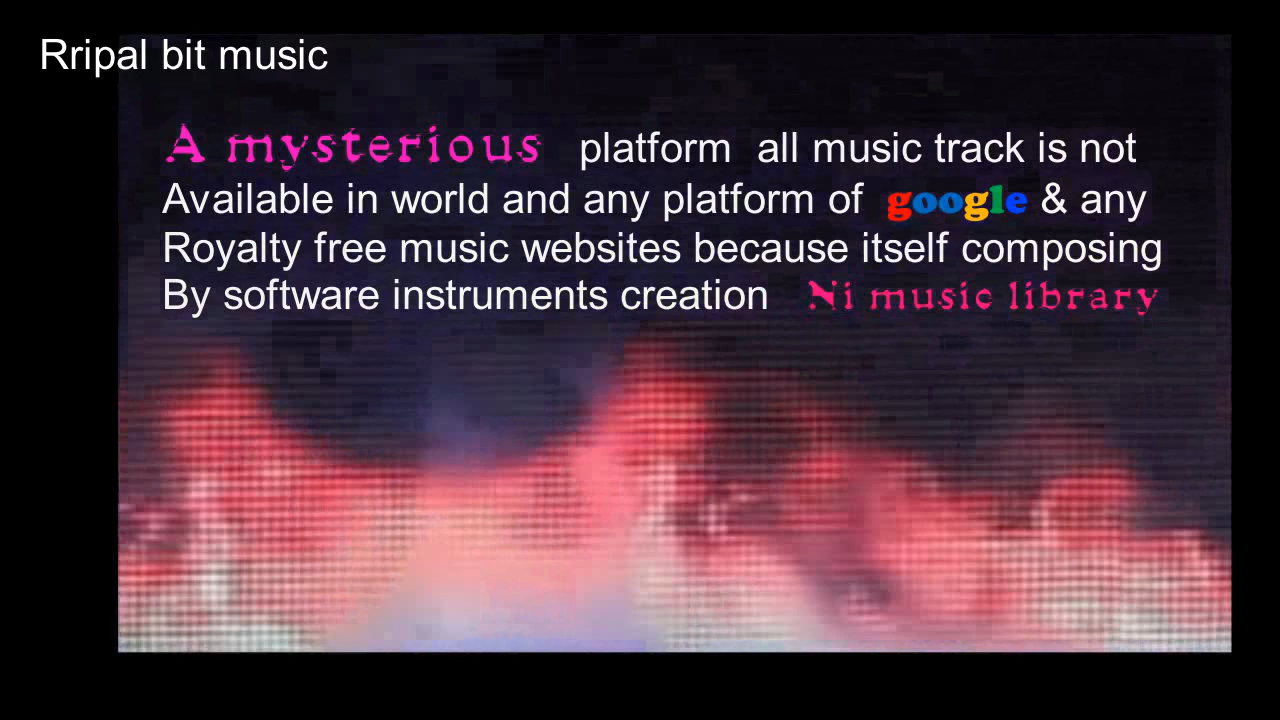 Rripal bit music
A mysterious platform all music track is not
Available in world and any platform of google & any
Royalty free music websites because itself composing
By software instruments creation Ni music library